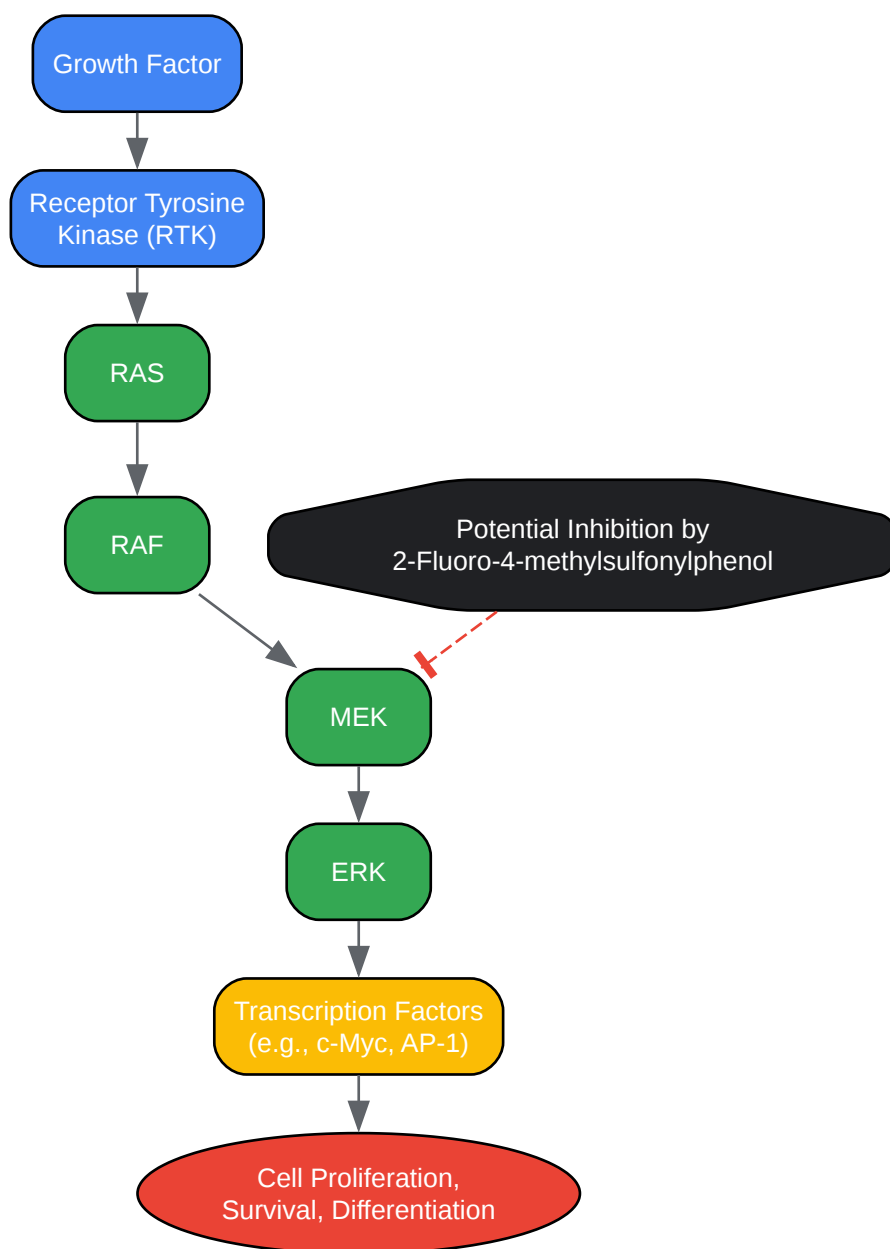 Growth Factor
Receptor Tyrosine
Kinase (RTK)
RAS
RAF
Potential Inhibition by
2-Fluoro-4-methylsulfonylphenol
MEK
ERK
Transcription Factors
(e.g., c-Myc, AP-1)
Cell Proliferation,
Survival, Differentiation